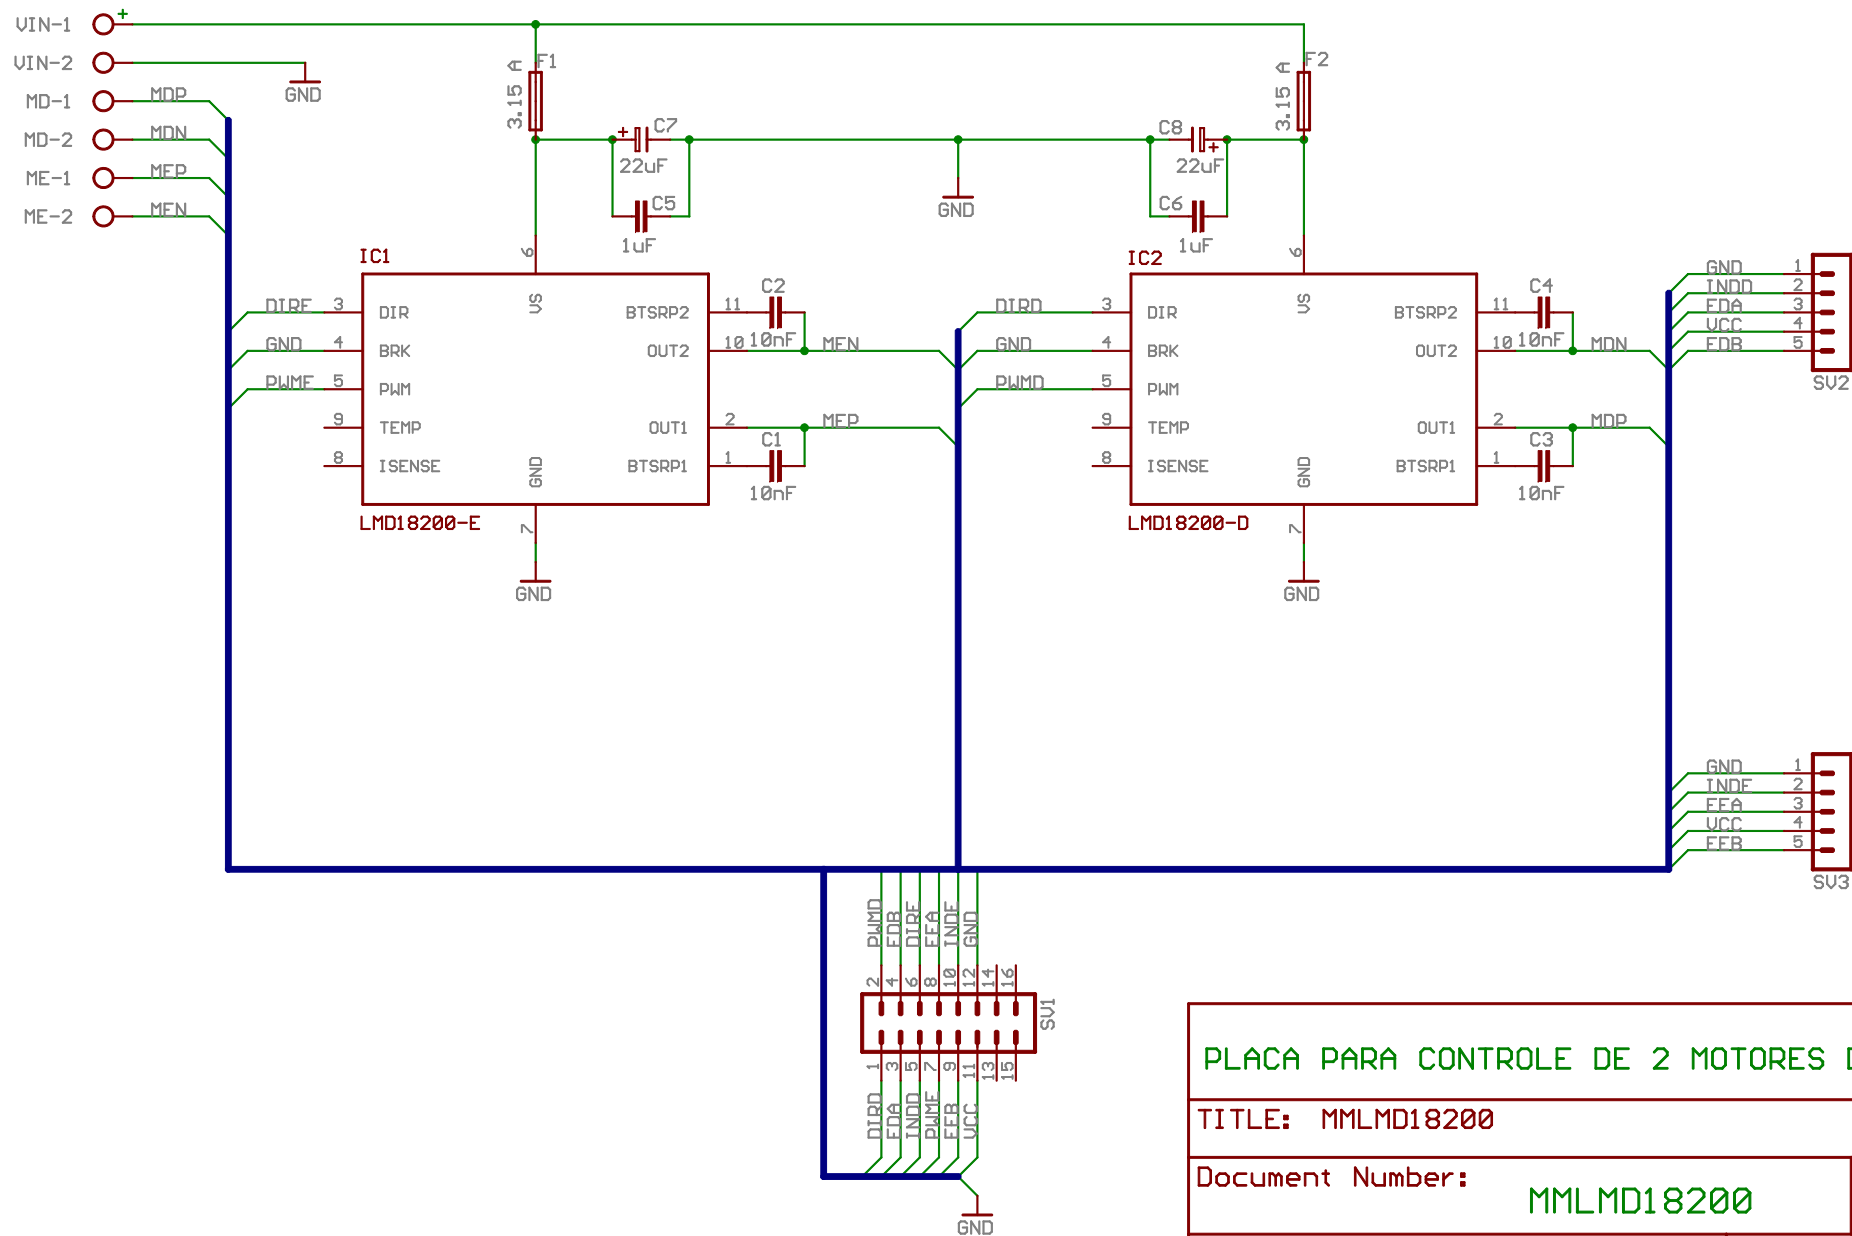 VIN-1
+
VIN-2
GND
MD-1
MDP
MD-2
MDN
ME-1
MEP
ME-2
MEN
F1
3.15 A
F2
3.15 A
+
C7
22uF
C5
1uF
GND
C8
+
22uF
C6
1uF
IC1
6
VS
DIRE
3
DIR
GND
4
BRK
PWME
5
PWM
9
TEMP
8
ISENSE
BTSRP2
11
C2
10nF
OUT2
10
MEN
OUT1
2
MEP
C1
BTSRP1
1
10nF
GND
7
LMD18200-E
GND
IC2
6
VS
DIRD
3
DIR
GND
4
BRK
PWMD
5
PWM
9
TEMP
8
ISENSE
BTSRP2
11
C4
10nF
OUT2
10
MDN
OUT1
2
MDP
C3
BTSRP1
1
10nF
GND
7
LMD18200-D
GND
GND 1
INDD 2
EDA 3
VCC 4
EDB 5
SV2
GND 1
INDE 2
EEA 3
VCC 4
EEB 5
SV3
PWMD
EDB
DIRE
EEA
INDE
GND
2 4 6 8 10 12 14 16
SV1
1 3 5 7 9 11 13 15
DIRD
EDA
INDD
PWME
EEB
VCC
GND
PLACA PARA CONTROLE DE 2 MOTORES
TITLE: MMLMD18200
Document Number:
MMLMD18200